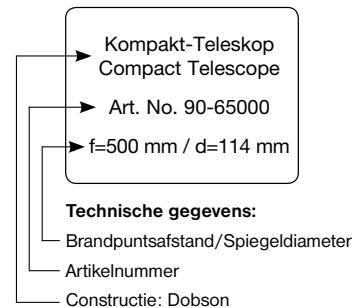 Kompakt-Teleskop
Compact Telescope
Art. No. 90-65000
f=500 mm / d=114 mm
Technische gegevens:
Brandpuntsafstand/Spiegeldiameter
Artikelnummer
Constructie: Dobson